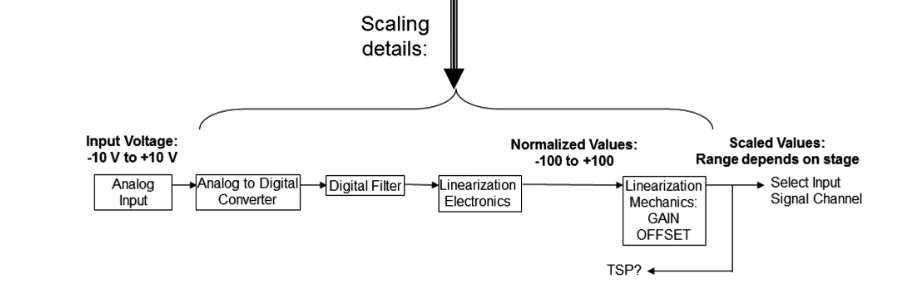 Scaling
details:
Input Voltage:
-10 V to +10 V
Normalized Values:
-100 to +100
Scaled Values:
Range depends on stage
Analog
Input
Analog to Digital
Converter
Digital Filter
Linearization
Electronics
Linearization
Mechanics:
GAIN
OFFSET
Select Input
Signal Channel
TSP?